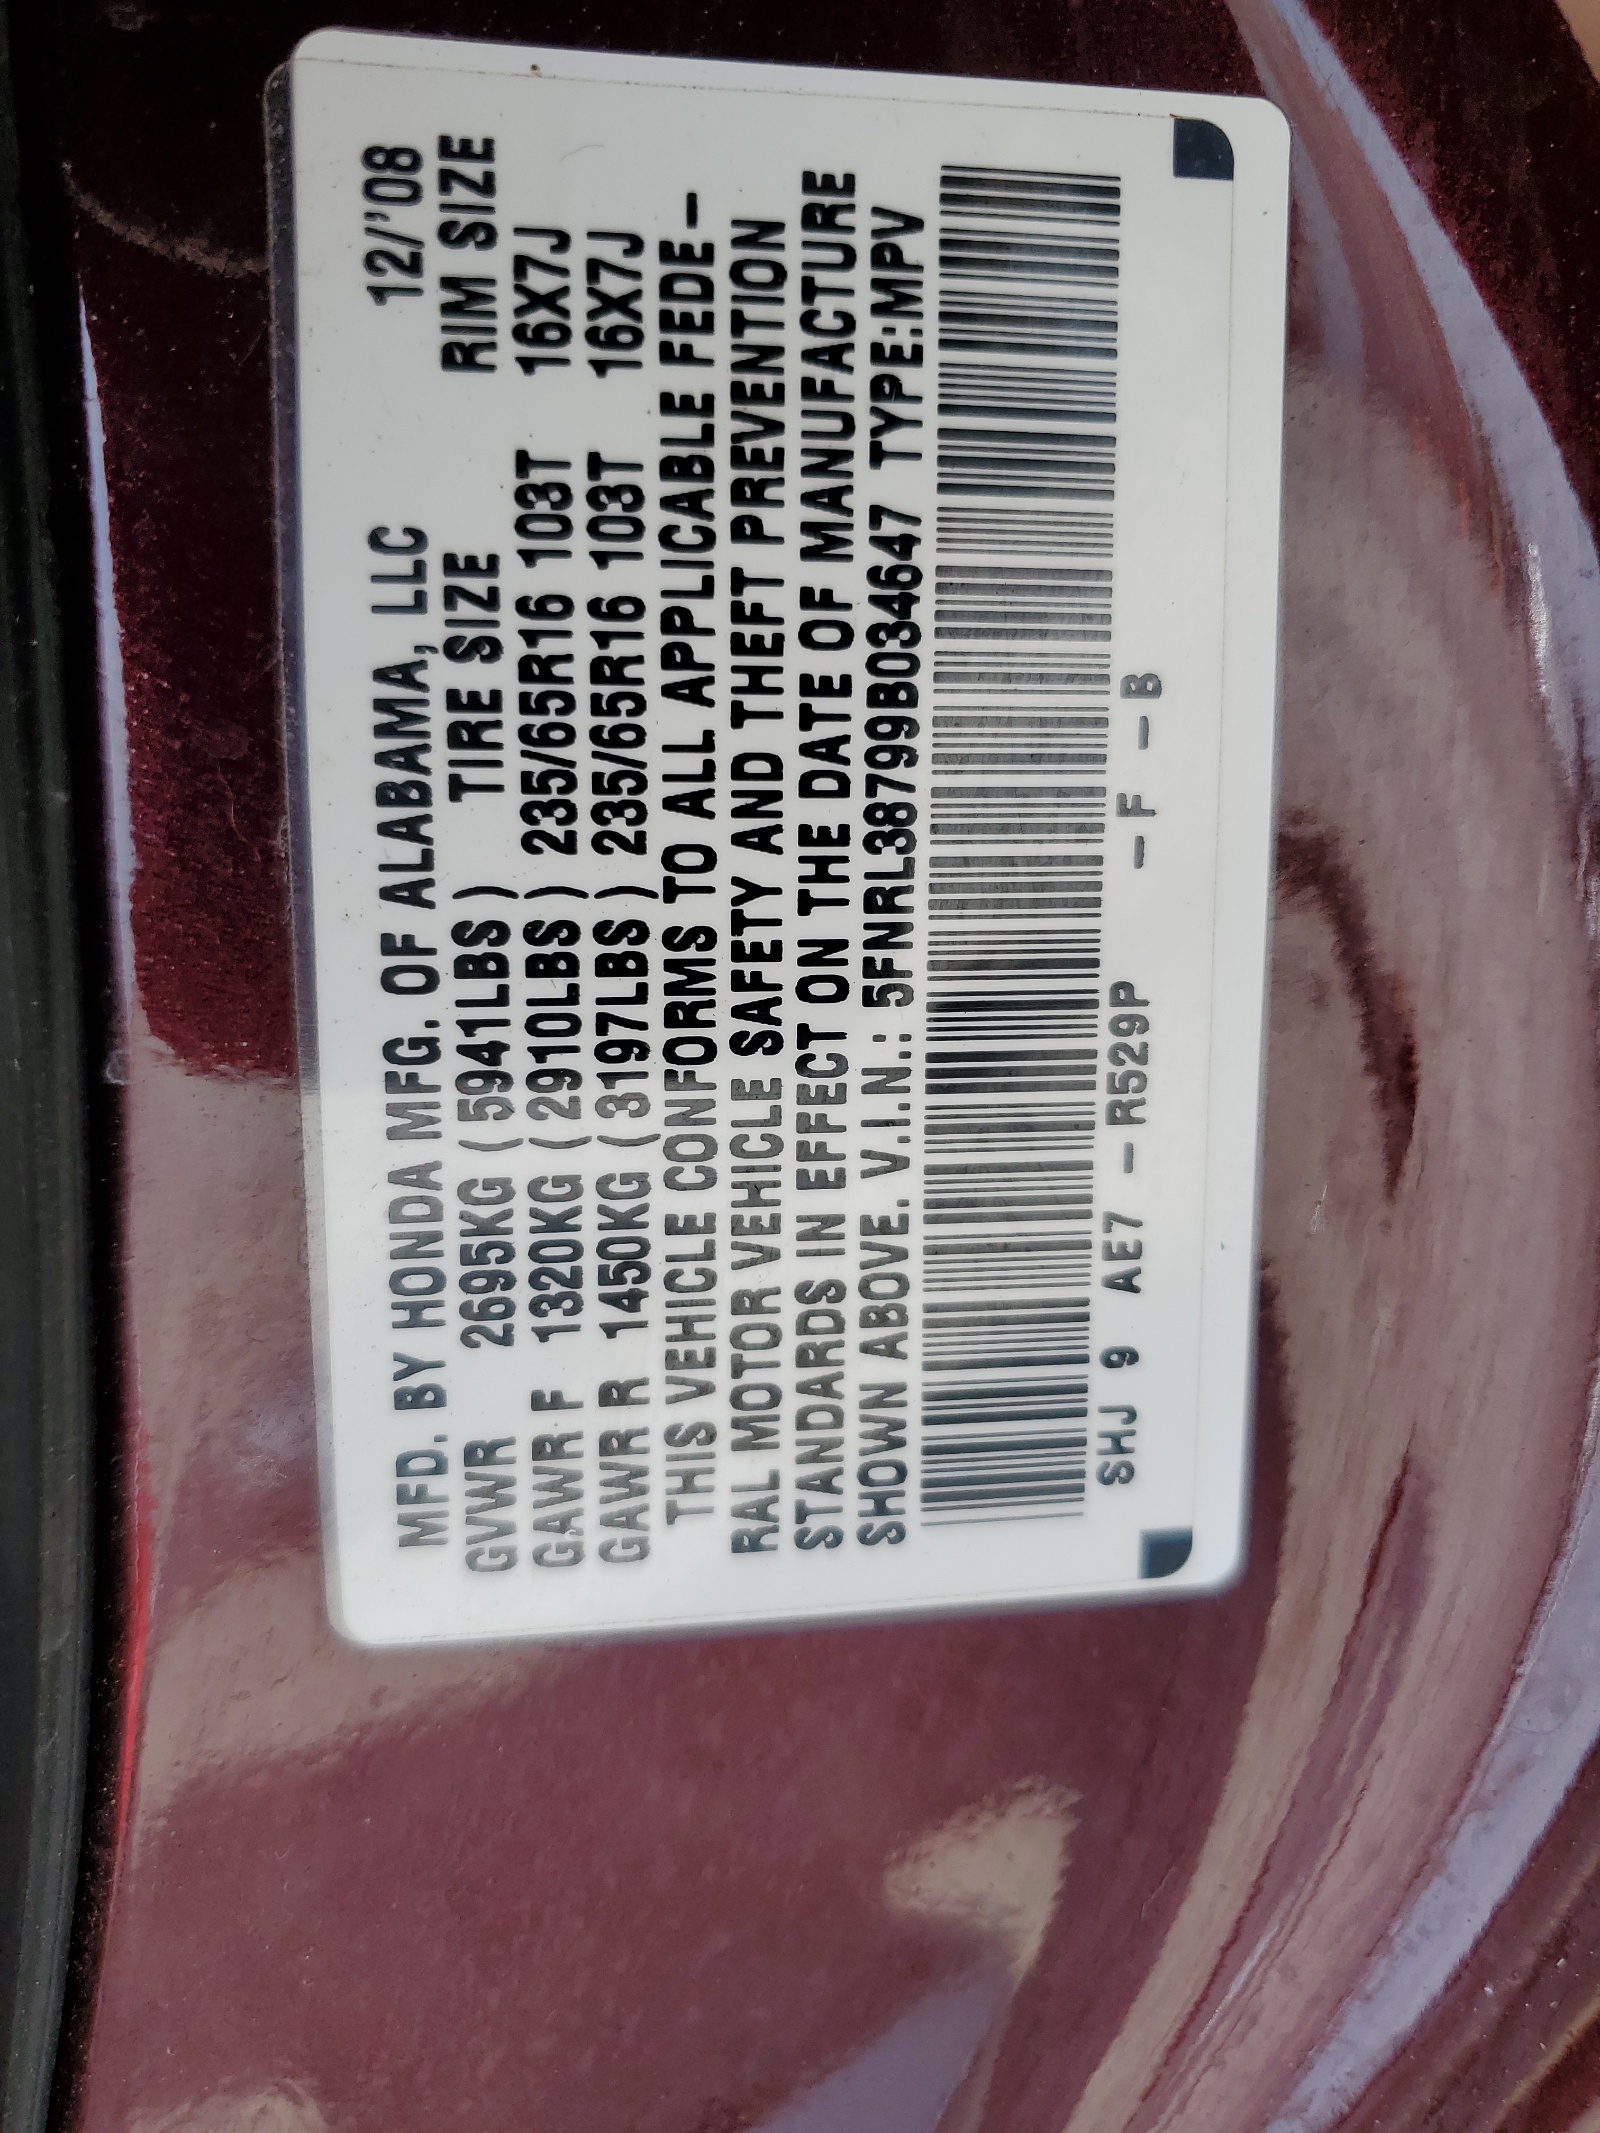 MFD. BY HONDA MFG. OF ALABAMA, LLC 12/'08
GVWR 2695KG (5941LBS) TIRE SIZE RIM SIZE
GAWR F 1320KG (2910LBS) 235/65R16 103T 16X7J
GAWR R 1450KG (3197LBS) 235/65R16 103T 16X7J
THIS VEHICLE CONFORMS TO ALL APPLICABLE FEDE-
RAL MOTOR VEHICLE SAFETY AND THEFT PREVENTION
STANDARDS IN EFFECT ON THE DATE OF MANUFACTURE
SHOWN ABOVE. V.I.N.: 5FNRL38799B034647 TYPE:MPV
SHJ 9 AE7 - R529P - F - B